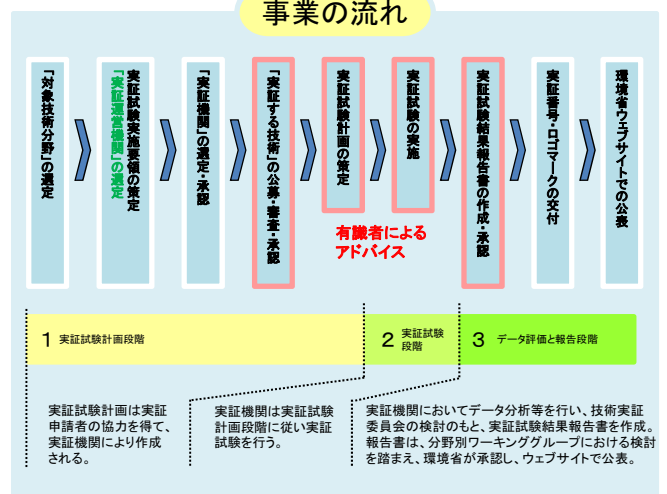 事業の流れ
「対象技術分野」の選定
実証試験実施要領の策定
「実証運営機関」の選定
「実証機関」の選定・承認
「実証する技術」の公募・審査・承認
実証試験計画の策定
実証試験の実施
実証試験結果報告書の作成・承認
実証番号・ロゴマークの交付
環境省ウェブサイトでの公表
有識者による
アドバイス
1 実証試験計画段階
2 実証試験
段階
3 データ評価と報告段階
実証試験計画は実証
申請者の協力を得て、
実証機関により作成
される。
実証機関は実証試験
計画段階に従い実証
試験を行う。
実証機関においてデータ分析等を行い、技術実証
委員会の検討のもと、実証試験結果報告書を作成。
報告書は、分野別ワーキンググループにおける検討
を踏まえ、環境省が承認し、ウェブサイトで公表。